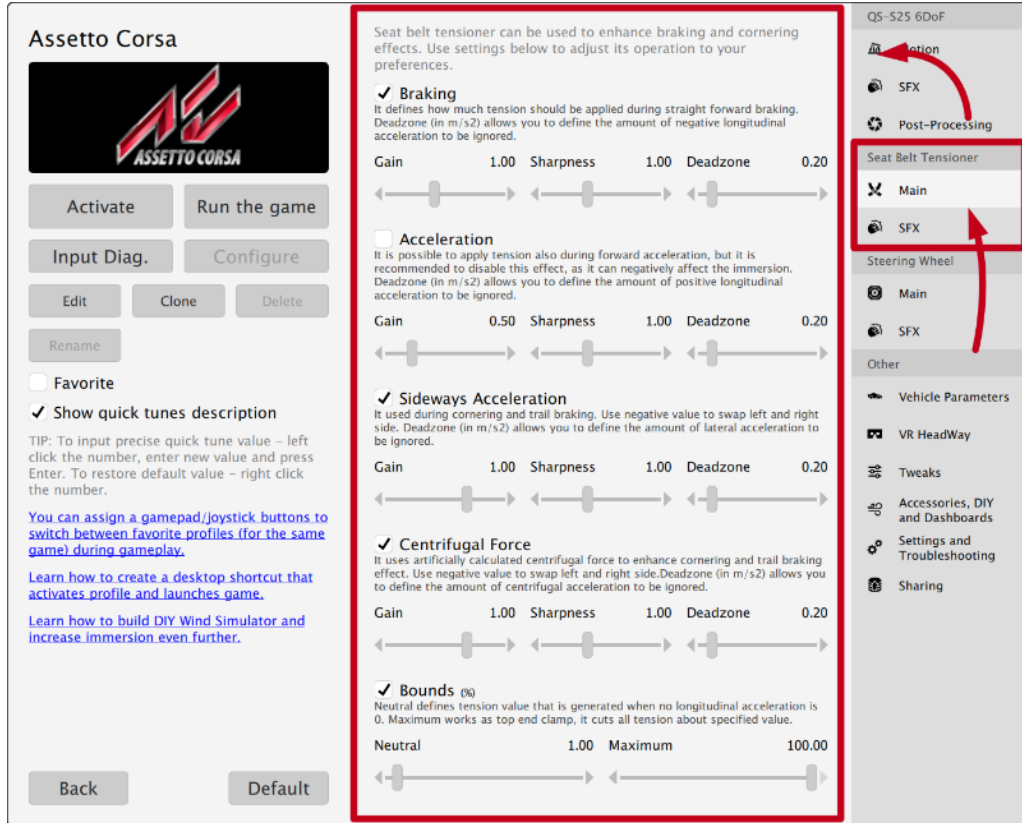 Assetto Corsa
ASSETTO CORSA
Activate
Run the game
Input Diag.
Configure
Edit
Clone
Delete
Rename
Favorite
Show quick tunes description
TIP: To input precise quick tune value – left
click the number, enter new value and press
Enter. To restore default value – right click
the number.
You can assign a gamepad/joystick buttons to
switch between favorite profiles (for the same
game) during gameplay.
Learn how to create a desktop shortcut that
activates profile and launches game.
Learn how to build DIY Wind Simulator and
increase immersion even further.
Back
Default
Seat belt tensioner can be used to enhance braking and cornering
effects. Use settings below to adjust its operation to your
preferences.
Braking
It defines how much tension should be applied during straight forward braking.
Deadzone (in m/s2) allows you to define the amount of negative longitudinal
acceleration to be ignored.
Gain 1.00 Sharpness 1.00 Deadzone 0.20
Acceleration
It is possible to apply tension also during forward acceleration, but it is
recommended to disable this effect, as it can negatively affect the immersion.
Deadzone (in m/s2) allows you to define the amount of positive longitudinal
acceleration to be ignored.
Gain 0.50 Sharpness 1.00 Deadzone 0.20
Sideways Acceleration
It used during cornering and trail braking. Use negative value to swap left and right
side. Deadzone (in m/s2) allows you to define the amount of lateral acceleration to
be ignored.
Gain 1.00 Sharpness 1.00 Deadzone 0.20
Centrifugal Force
It uses artificially calculated centrifugal force to enhance cornering and trail braking
effect. Use negative value to swap left and right side.Deadzone (in m/s2) allows you
to define the amount of centrifugal acceleration to be ignored.
Gain 1.00 Sharpness 1.00 Deadzone 0.20
Bounds (%)
Neutral defines tension value that is generated when no longitudinal acceleration is
0. Maximum works as top end clamp, it cuts all tension about specified value.
Neutral 1.00 Maximum 100.00
QS-S25 6DoF
Motion
SFX
Post-Processing
Seat Belt Tensioner
Main
SFX
Steering Wheel
Main
SFX
Other
Vehicle Parameters
VR HeadWay
Tweaks
Accessories, DIY
and Dashboards
Settings and
Troubleshooting
Sharing